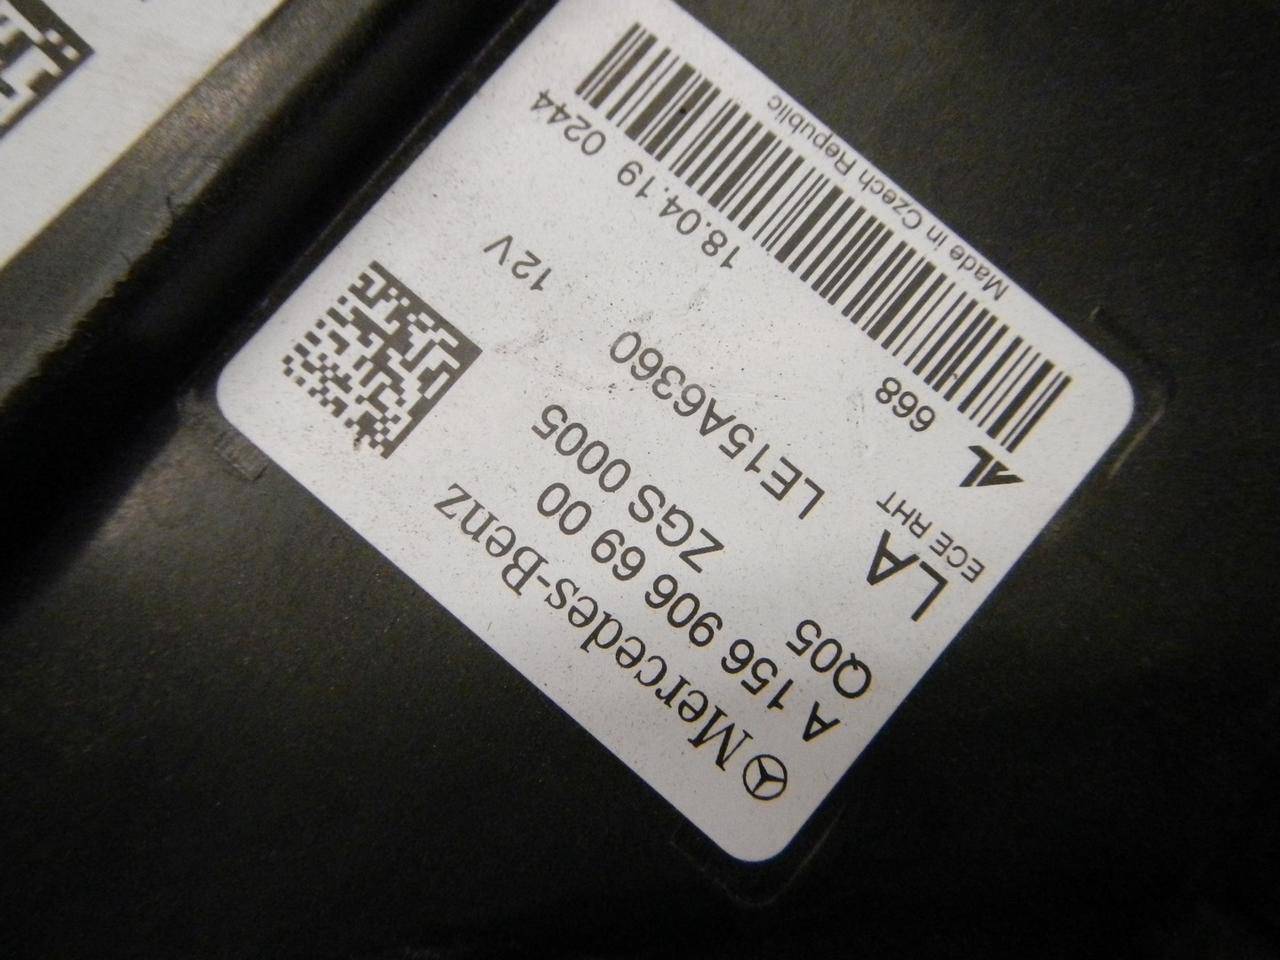 Mercedes-Benz
A 156 906 69 00
Q05 ZGS 0005
LA LE15A6360 12V
ECE RHT
AL 668 18.04.19 0244
Made in Czech Republic